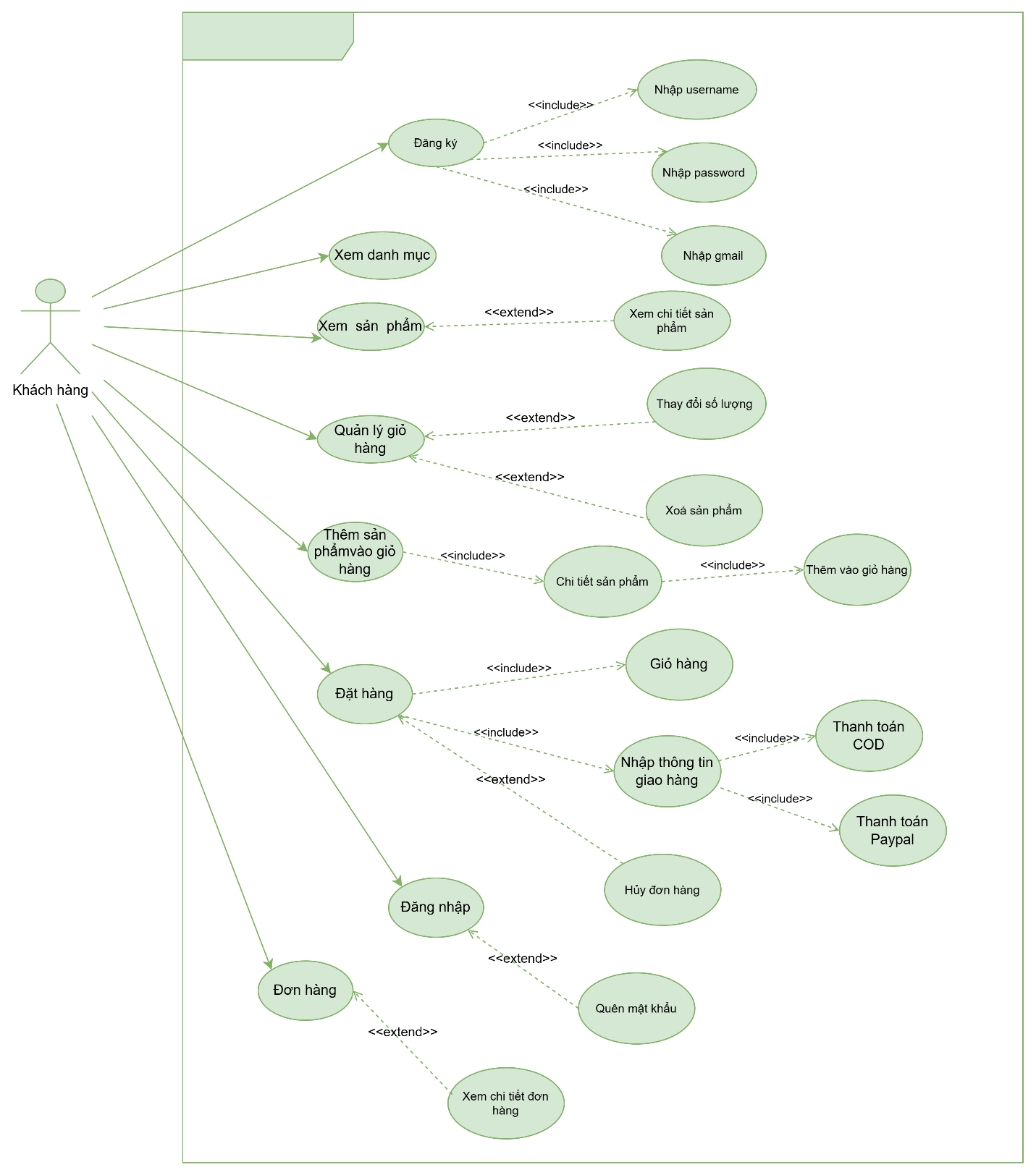 Nhập username
<<include>>
Đăng ký
<<include>>
Nhập password
<<include>>
Nhập gmail
Xem danh mục
Xem sản phẩm
<<extend>>
Xem chi tiết sản
phẩm
Khách hàng
Thay đổi số lượng
<<extend>>
Quản lý giỏ
hàng
<<extend>>
Xoá sản phẩm
Thêm sản
phẩmvào giỏ
hàng
<<include>>
Chi tiết sản phẩm
<<include>>
Thêm vào giỏ hàng
Giỏ hàng
<<include>>
Đặt hàng
<<include>>
Nhập thông tin
giao hàng
<<include>>
Thanh toán
COD
<<include>>
Thanh toán
Paypal
<<extend>>
Hủy đơn hàng
Đăng nhập
<<extend>>
Quên mật khẩu
Đơn hàng
<<extend>>
Xem chi tiết đơn
hàng